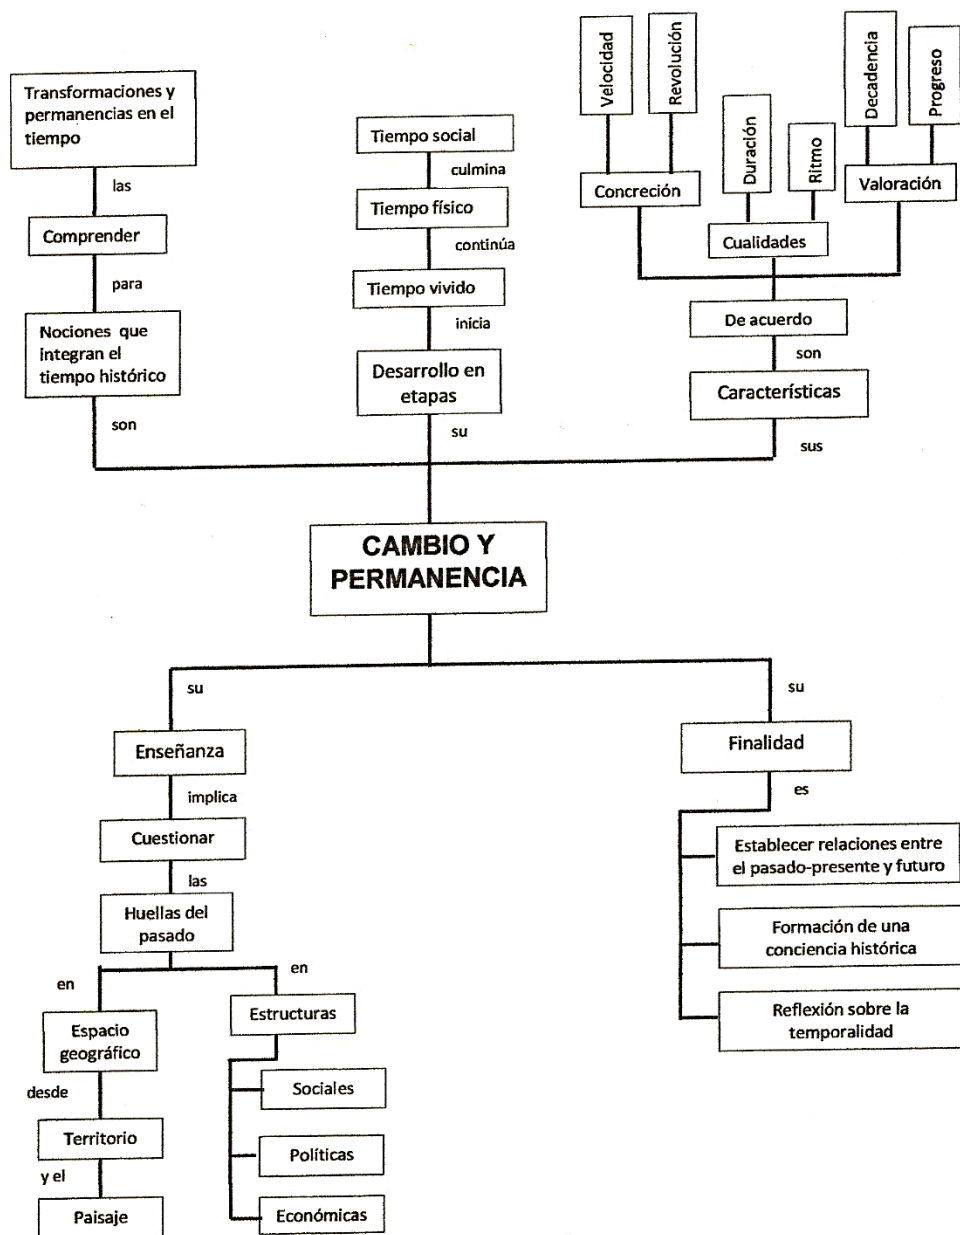 Transformaciones y
permanencias en el
tiempo
las
Comprender
para
Nociones que
integran el
tiempo histórico
son
Tiempo social
culmina
Tiempo físico
continúa
Tiempo vivido
inicia
Desarrollo en
etapas
su
Velocidad
Revolución
Concreción
Duración
Ritmo
Cualidades
Decadencia
Progreso
Valoración
De acuerdo
son
Características
sus
CAMBIO Y
PERMANENCIA
su
Enseñanza
implica
Cuestionar
las
Huellas del
pasado
en
Espacio
geográfico
desde
Territorio
y el
Paisaje
en
Estructuras
Sociales
Políticas
Económicas
su
Finalidad
es
Establecer relaciones entre
el pasado-presente y futuro
Formación de una
conciencia histórica
Reflexión sobre la
temporalidad